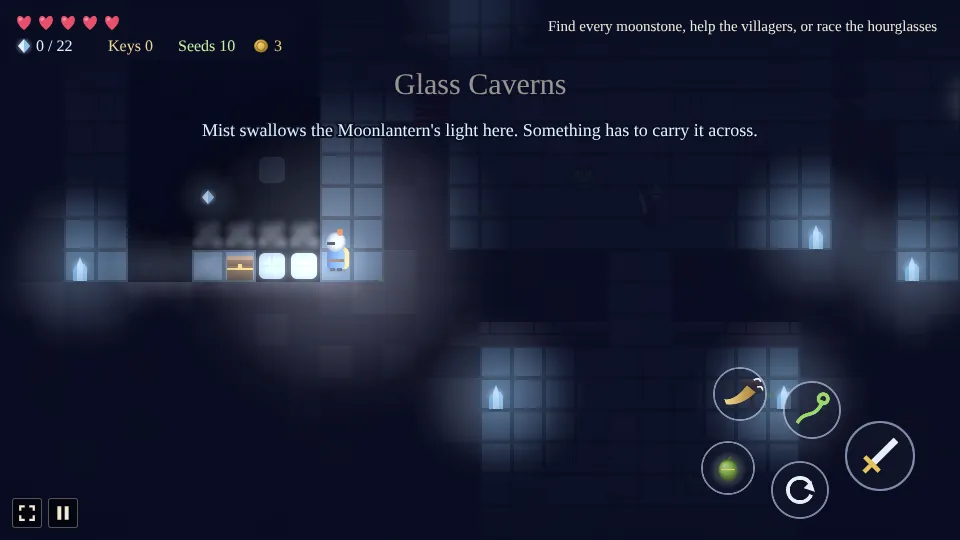 Find every moonstone, help the villagers, or race the hourglasses
0 / 22 Keys 0 Seeds 10 3
Glass Caverns
Mist swallows the Moonlantern's light here. Something has to carry it across.